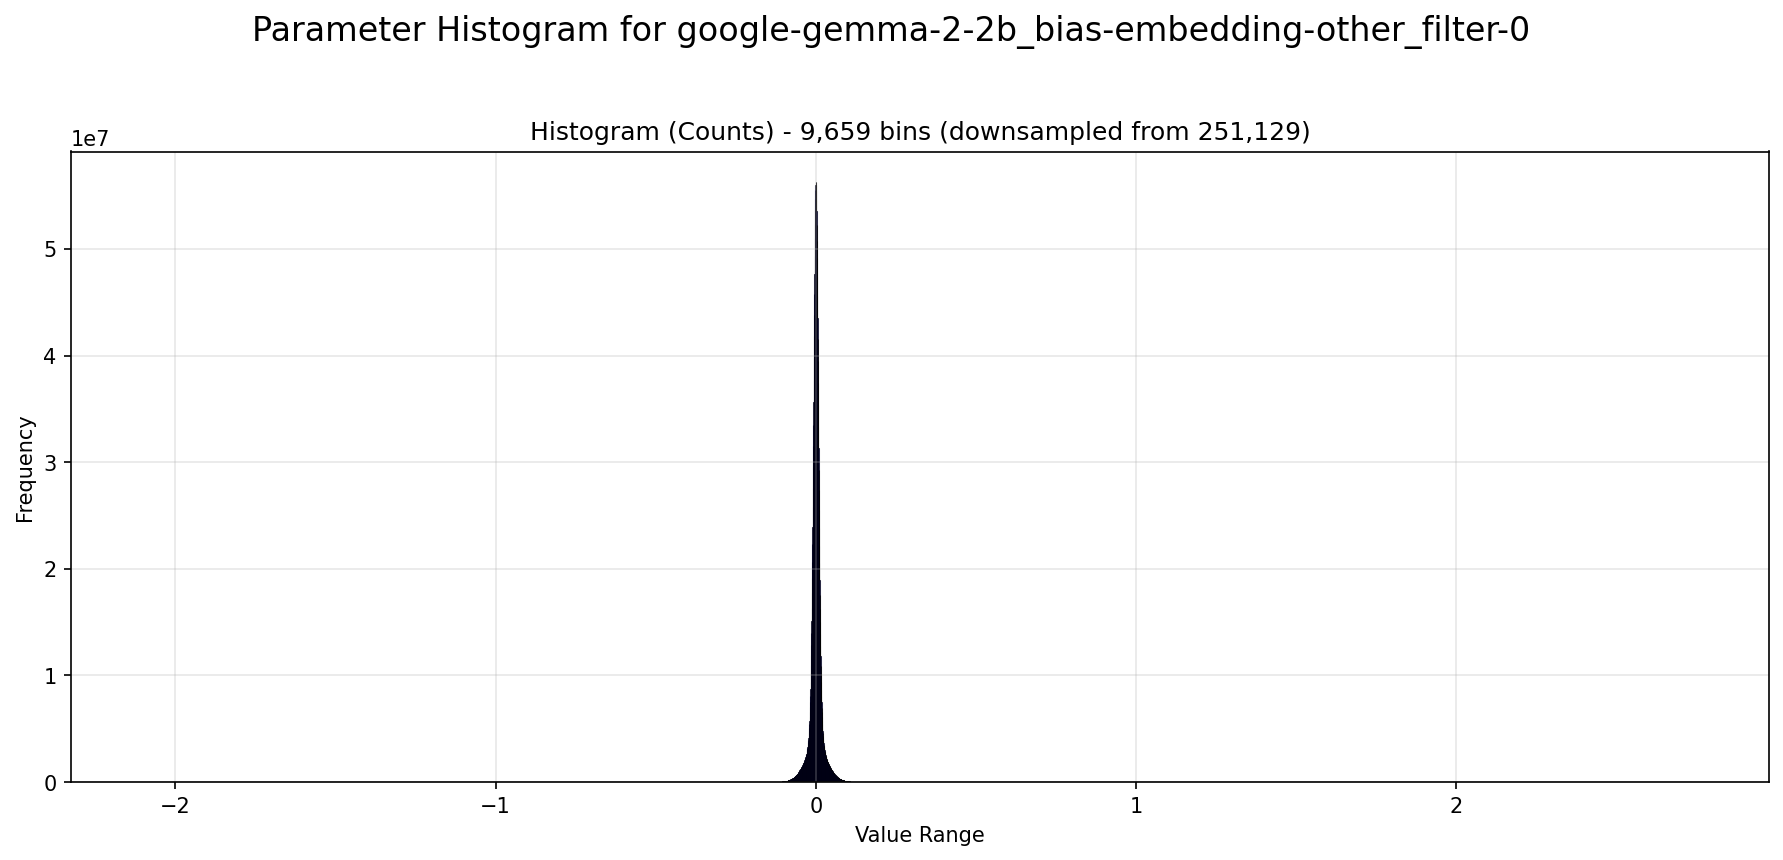 Parameter Histogram for google-gemma-2-2b_bias-embedding-other_filter-0
Histogram (Counts) - 9,659 bins (downsampled from 251,129)
1e7
5
4
3
2
1
0
Frequency
−2
−1
0
1
2
Value Range